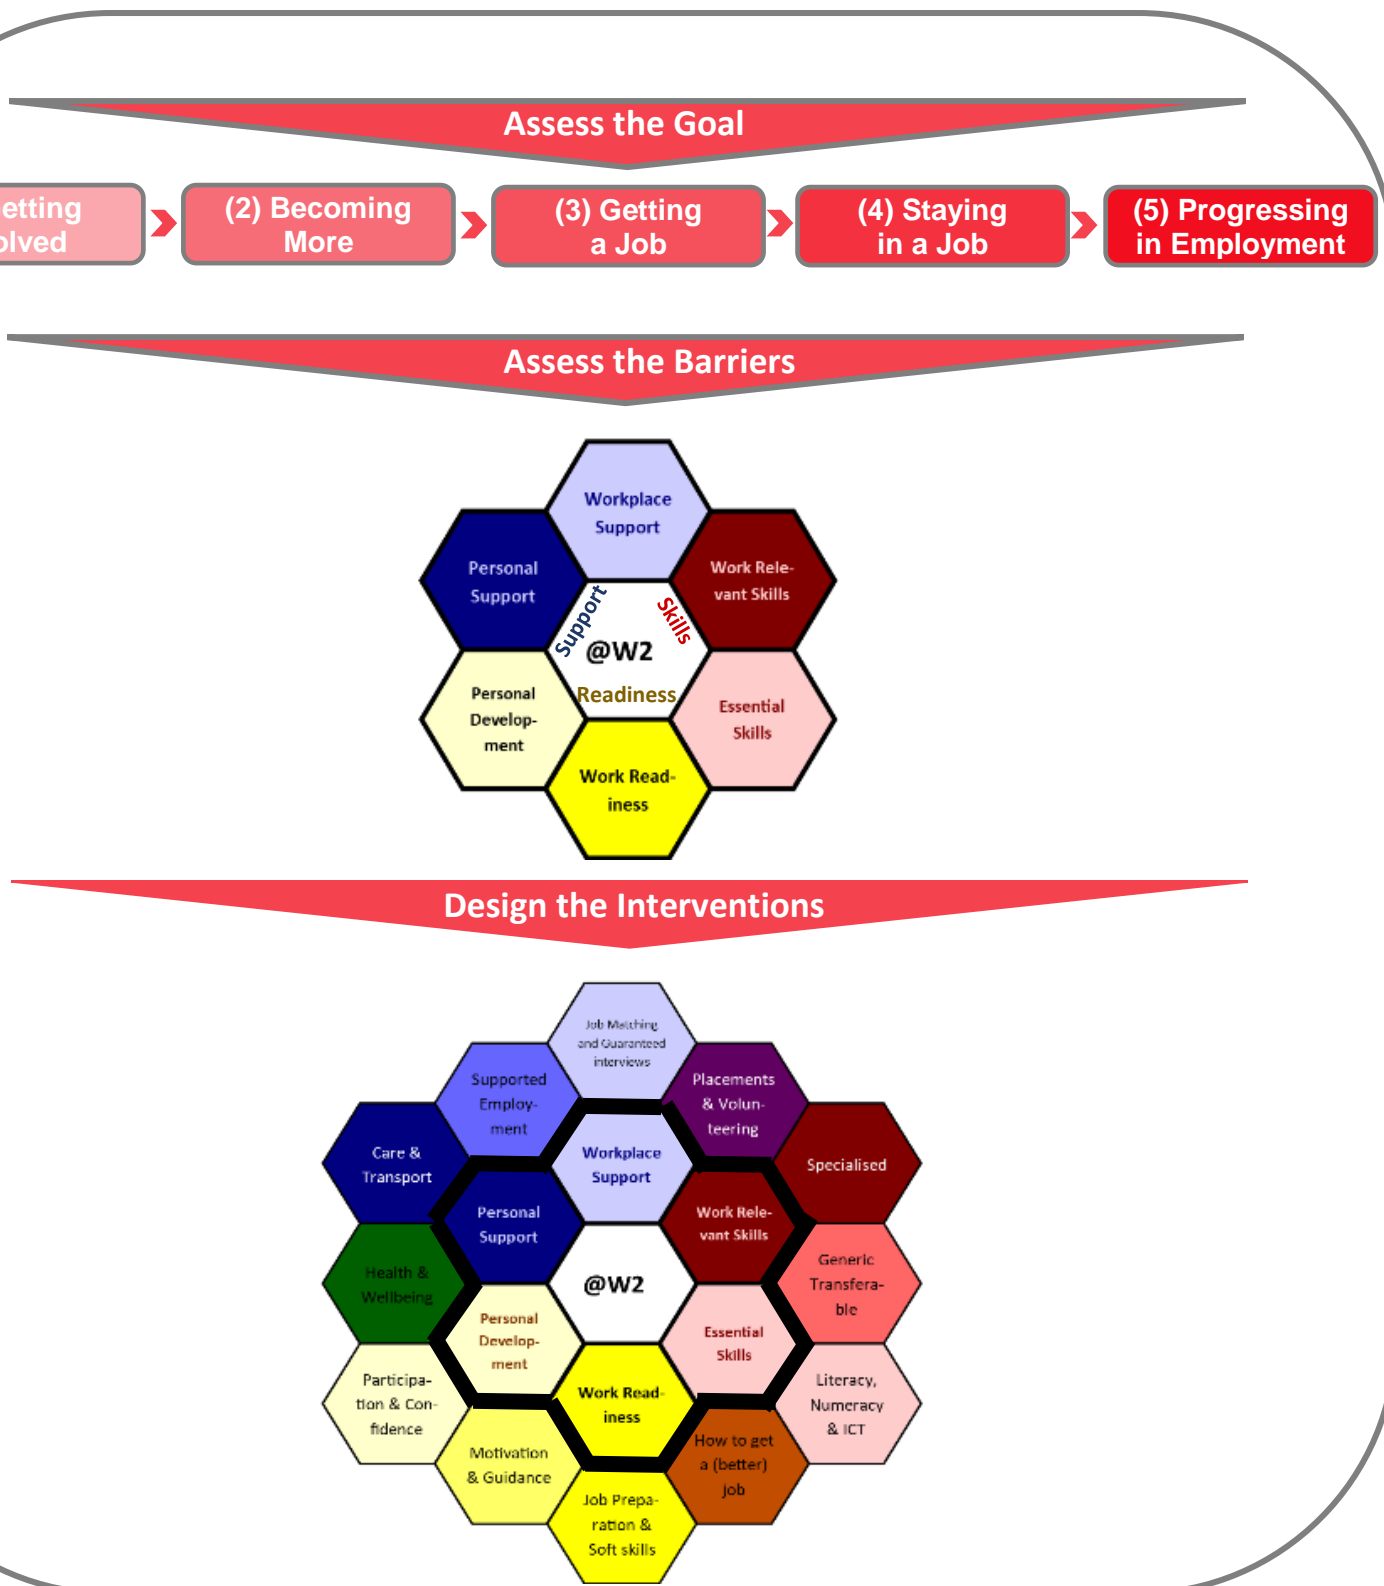 Assess the Goal
etting
olved
(2) Becoming
More
(3) Getting
a Job
(4) Staying
in a Job
(5) Progressing
in Employment
Assess the Barriers
Workplace
Support
Personal
Support
Work Rele-
vant Skills
Support
Skills
@W2
Readiness
Personal
Develop-
ment
Essential
Skills
Work Read-
iness
Design the Interventions
Job Matching
and Guaranteed
interviews
Supported
Employ-
ment
Placements
& Volun-
teering
Care &
Transport
Workplace
Support
Specialised
Personal
Support
Work Rele-
vant Skills
Health &
Wellbeing
@W2
Generic
Transfera-
ble
Personal
Develop-
ment
Essential
Skills
Participa-
tion & Con-
fidence
Work Read-
iness
Literacy,
Numeracy
& ICT
Motivation
& Guidance
How to get
a (better)
job
Job Prepa-
ration &
Soft skills